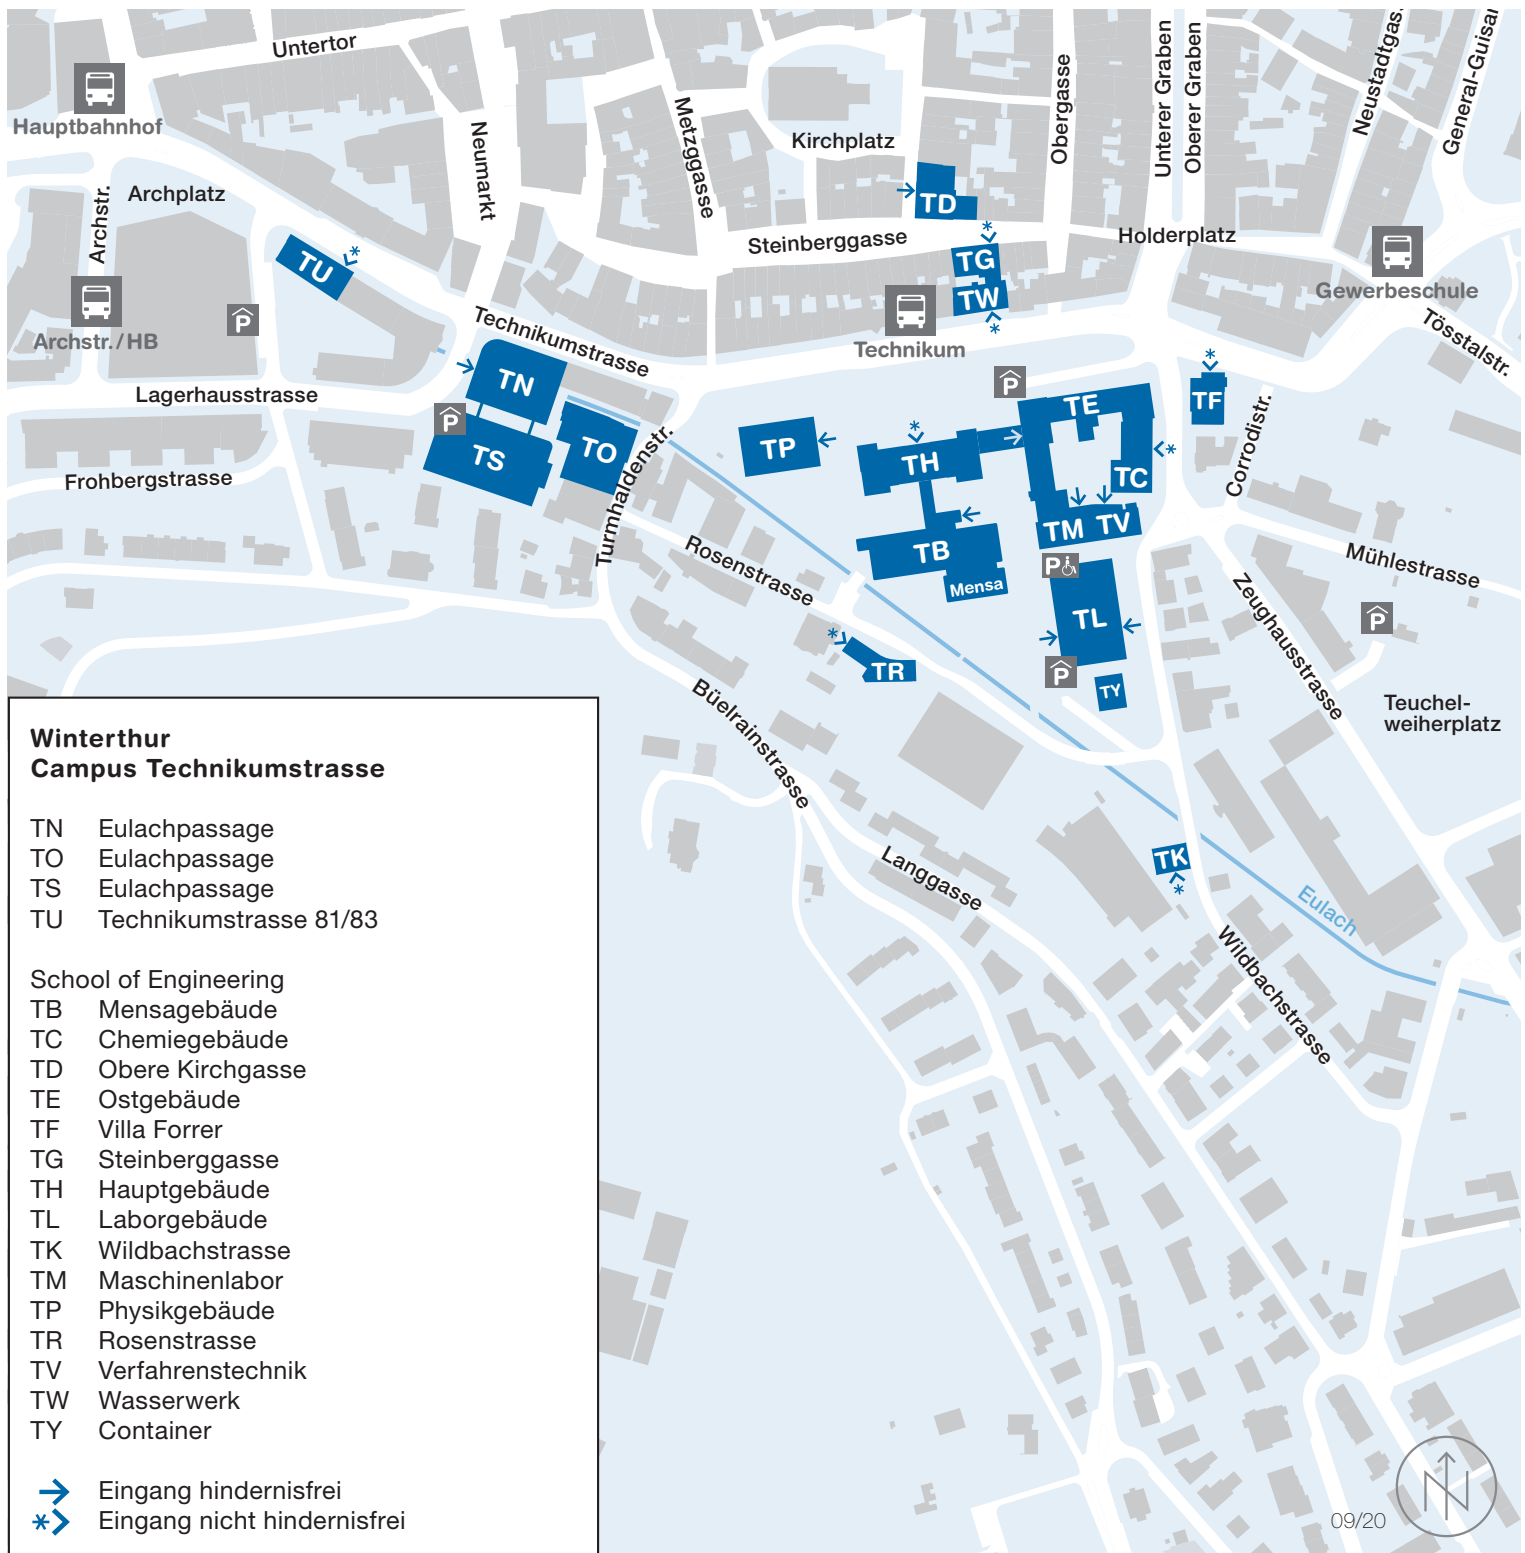 Untertor
Hauptbahnhof
Neumarkt
Metzggasse
Kirchplatz
Obergasse
Unterer Graben
Oberer Graben
Neustadtgas
General-Guisan
Archstr.
Archplatz
TD
Steinberggasse
Holderplatz
TU
TG
TW
Gewerbeschule
P
Archstr./HB
Technikumstrasse
Technikum
Tösstalstr.
Lagerhausstrasse
TN
P
TE
TF
P
TS
TO
TP
TH
TC
Corrodistr.
Frohbergstrasse
Turmhaldenstr.
TM
TV
Rosenstrasse
TB
Mensa
P
Mühlestrasse
Zeughausstrasse
P
TL
TR
P
TY
Büelrainstrasse
Teuchel-
weiherplatz
Langgasse
TK
Eulach
Wildbachstrasse
Winterthur
Campus Technikumstrasse
TN Eulachpassage
TO Eulachpassage
TS Eulachpassage
TU Technikumstrasse 81/83
School of Engineering
TB Mensagebäude
TC Chemiegebäude
TD Obere Kirchgasse
TE Ostgebäude
TF Villa Forrer
TG Steinberggasse
TH Hauptgebäude
TL Laborgebäude
TK Wildbachstrasse
TM Maschinenlabor
TP Physikgebäude
TR Rosenstrasse
TV Verfahrenstechnik
TW Wasserwerk
TY Container
→ Eingang hindernisfrei
*> Eingang nicht hindernisfrei
09/20
N